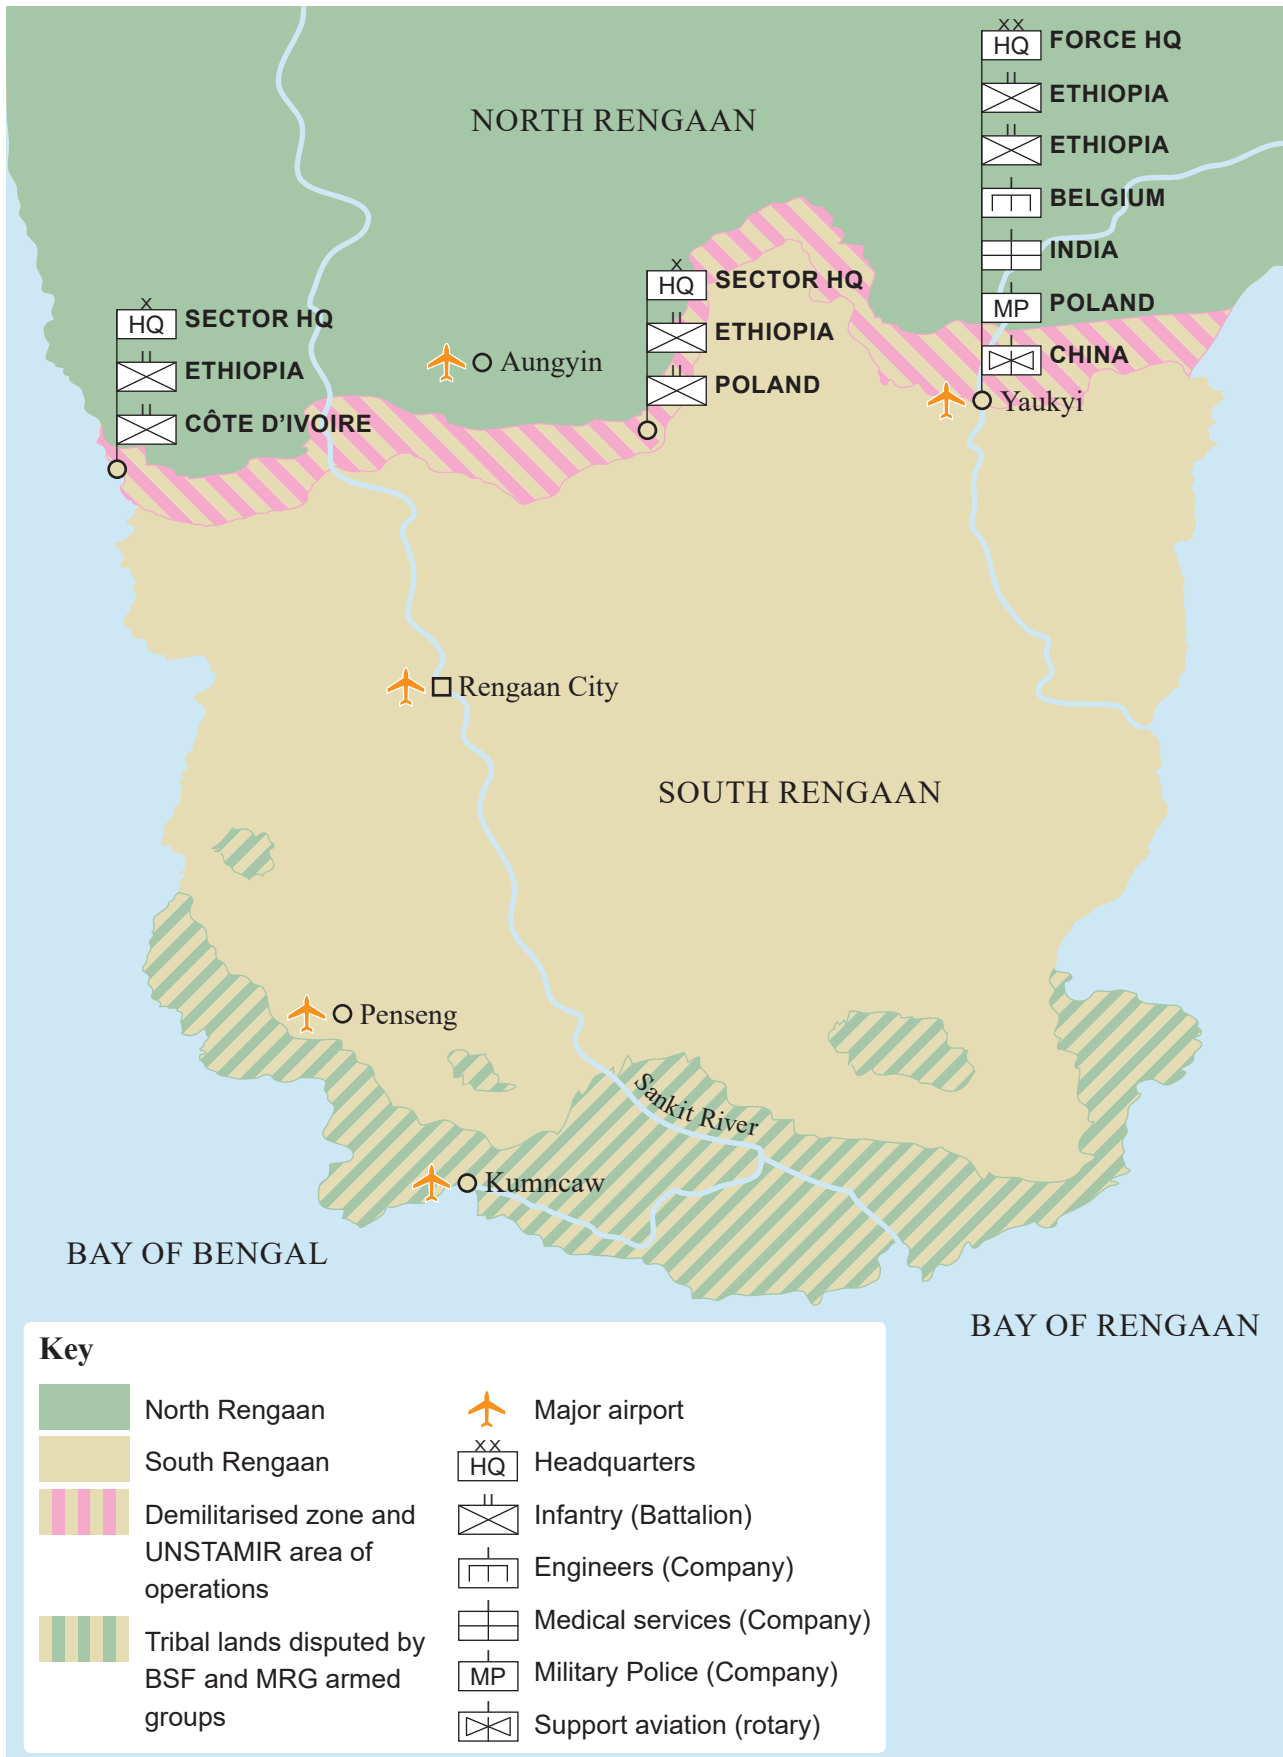 XX
HQ FORCE HQ
ETHIOPIA
ETHIOPIA
BELGIUM
INDIA
MP POLAND
CHINA
Yaukyi
NORTH RENGAAN
X
HQ SECTOR HQ
ETHIOPIA
POLAND
X
HQ SECTOR HQ
ETHIOPIA
CÔTE D’IVOIRE
Aungyin
Rengaan City
SOUTH RENGAAN
Penseng
Sankit River
Kumncaw
BAY OF BENGAL
BAY OF RENGAAN
Key
North Rengaan
South Rengaan
Demilitarised zone and
UNSTAMIR area of
operations
Tribal lands disputed by
BSF and MRG armed
groups
Major airport
XX
HQ Headquarters
Infantry (Battalion)
Engineers (Company)
Medical services (Company)
MP Military Police (Company)
Support aviation (rotary)